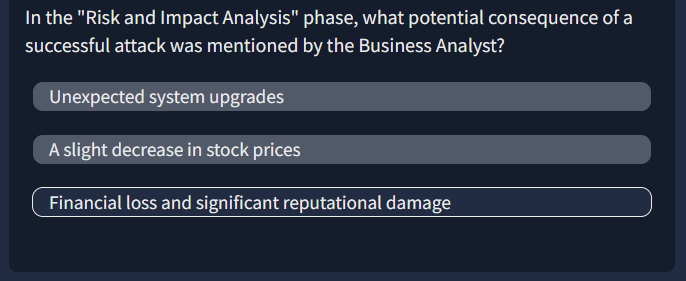 In the "Risk and Impact Analysis" phase, what potential consequence of a
successful attack was mentioned by the Business Analyst?
Unexpected system upgrades
A slight decrease in stock prices
Financial loss and significant reputational damage